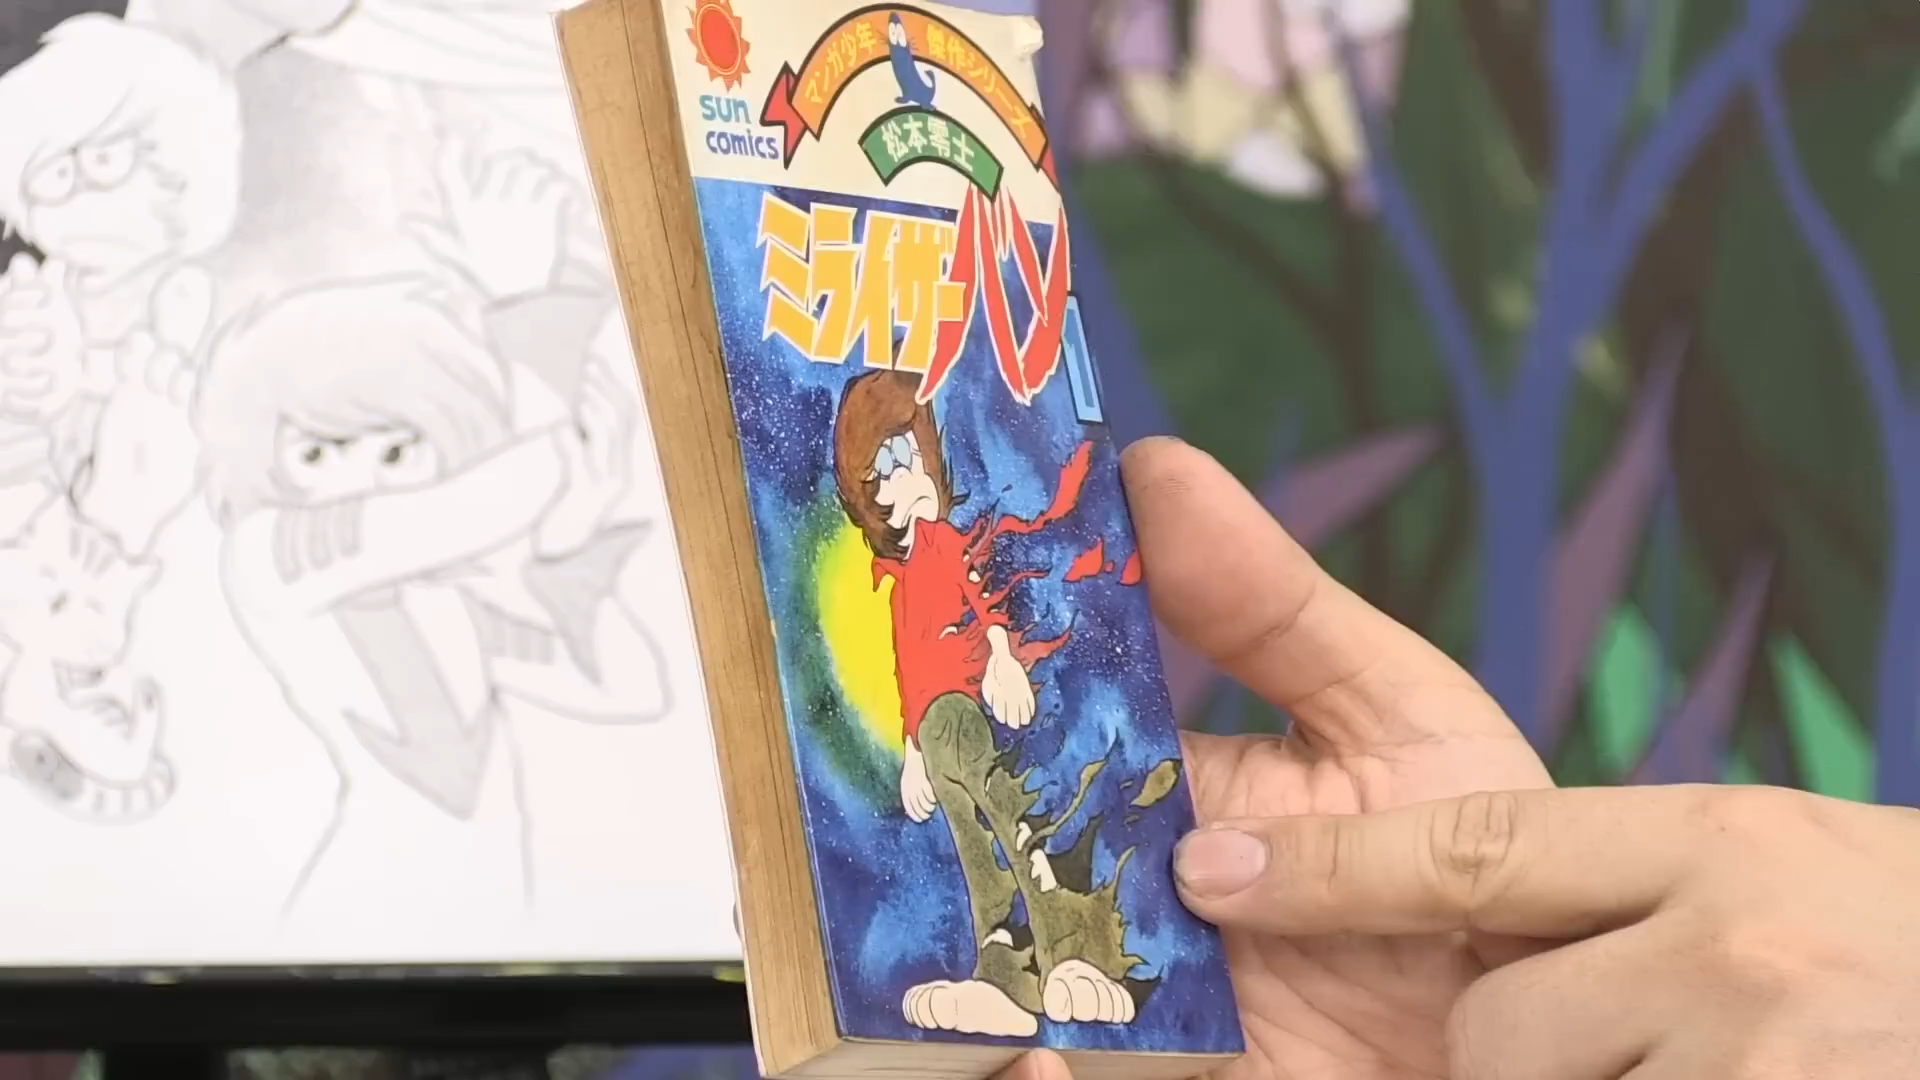 sun
comics
マンガ少年 傑作シリーズ
松本零士
ミライザーバン
1